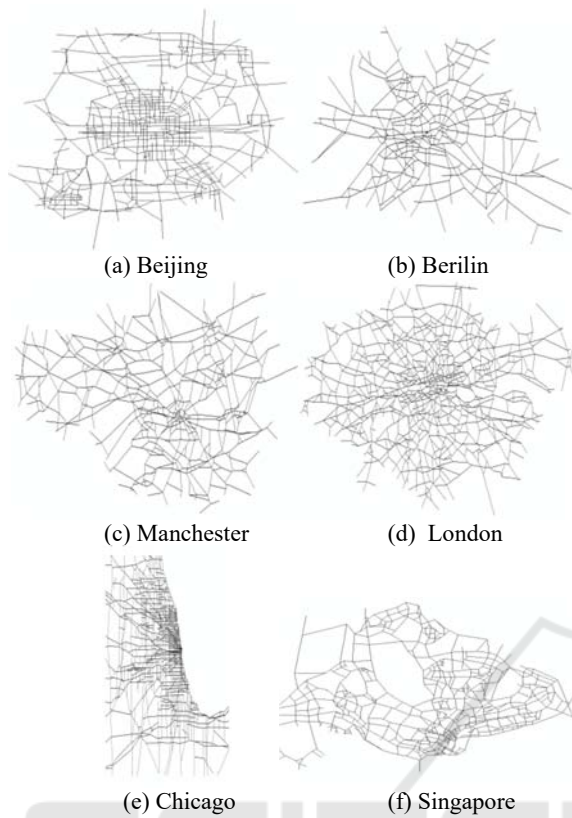 (a) Beijing (b) Berilin
(c) Manchester (d) London
(e) Chicago (f) Singapore